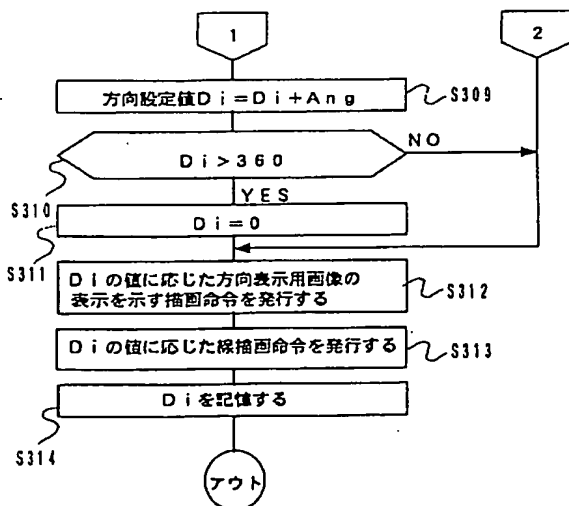 1
2
方向設定値Di=Di+Ang
S309
Di>360
NO
S310
YES
Di=0
S311
Diの値に応じた方向表示用画像の
表示を示す描画命令を発行する
S312
Diの値に応じた線描画命令を発行する
S313
Diを記憶する
S314
アウト